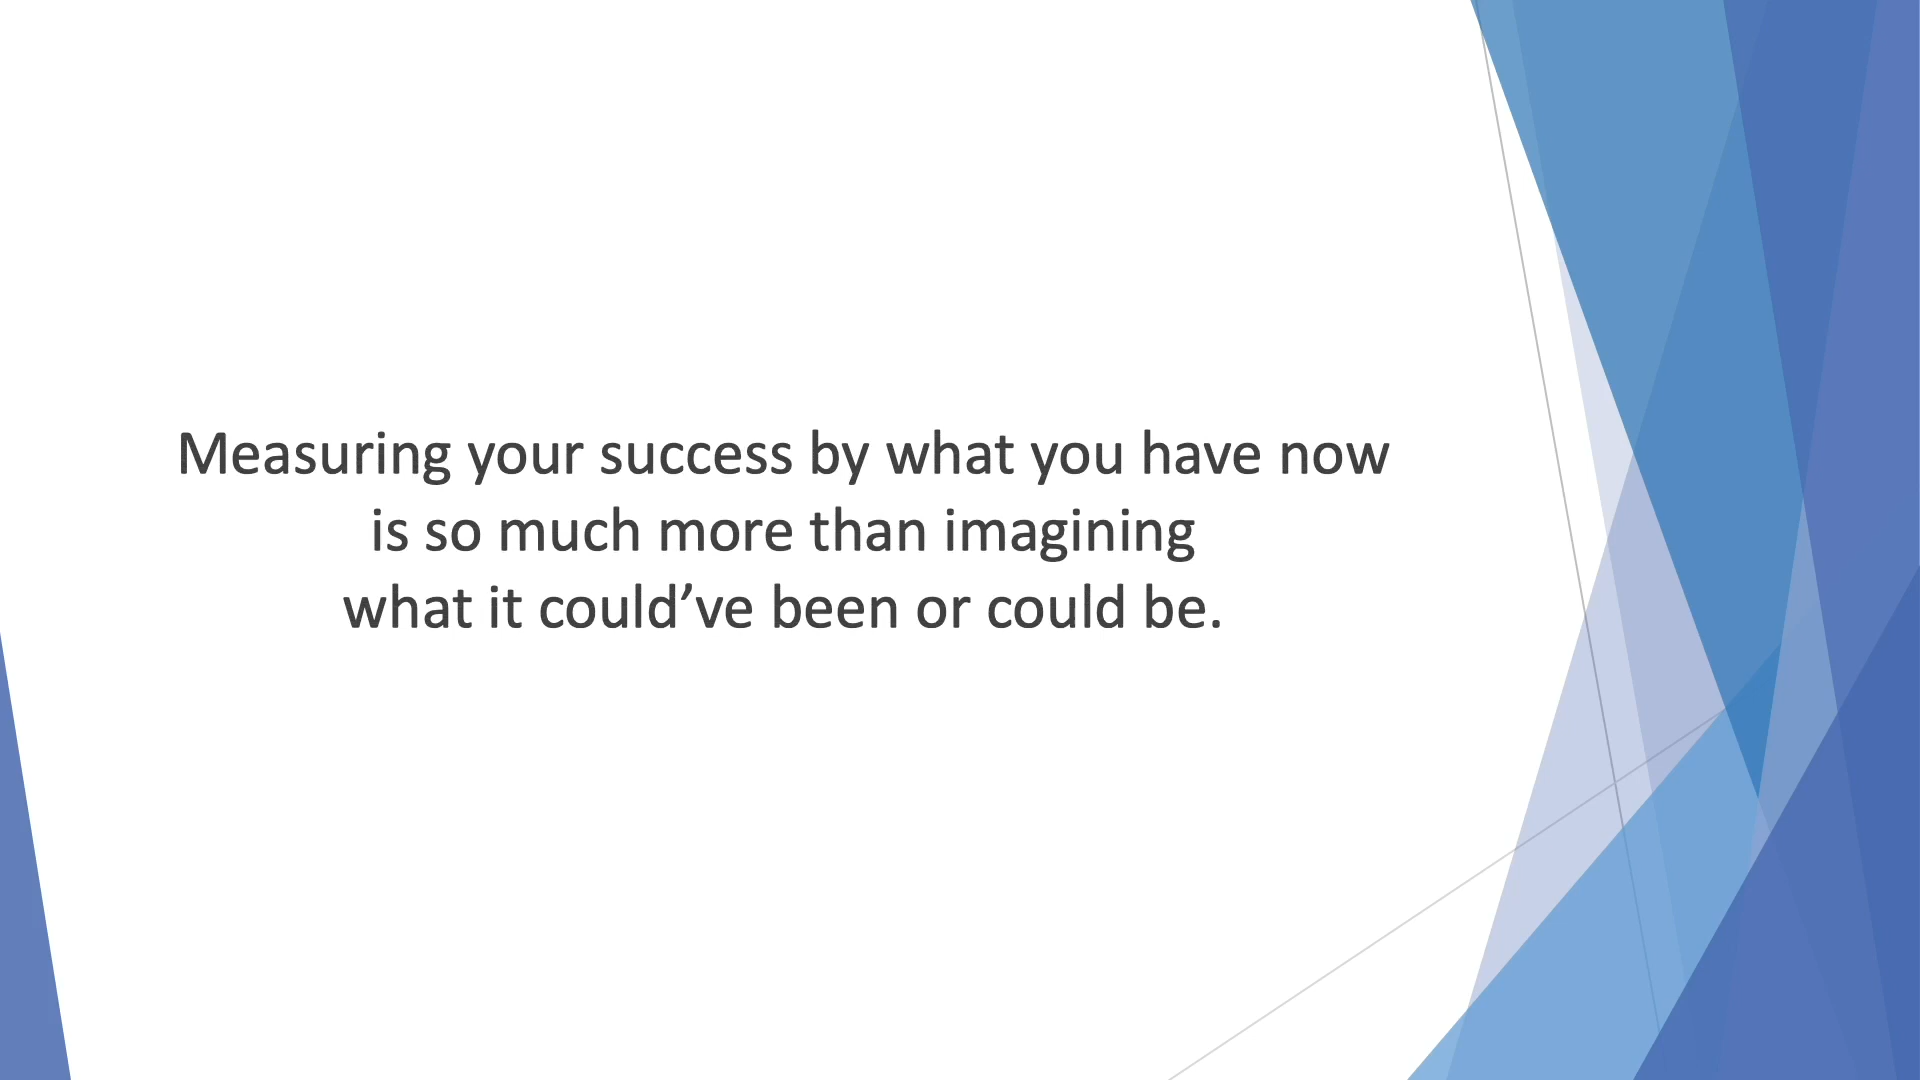 Measuring your success by what you have now
is so much more than imagining
what it could’ve been or could be.